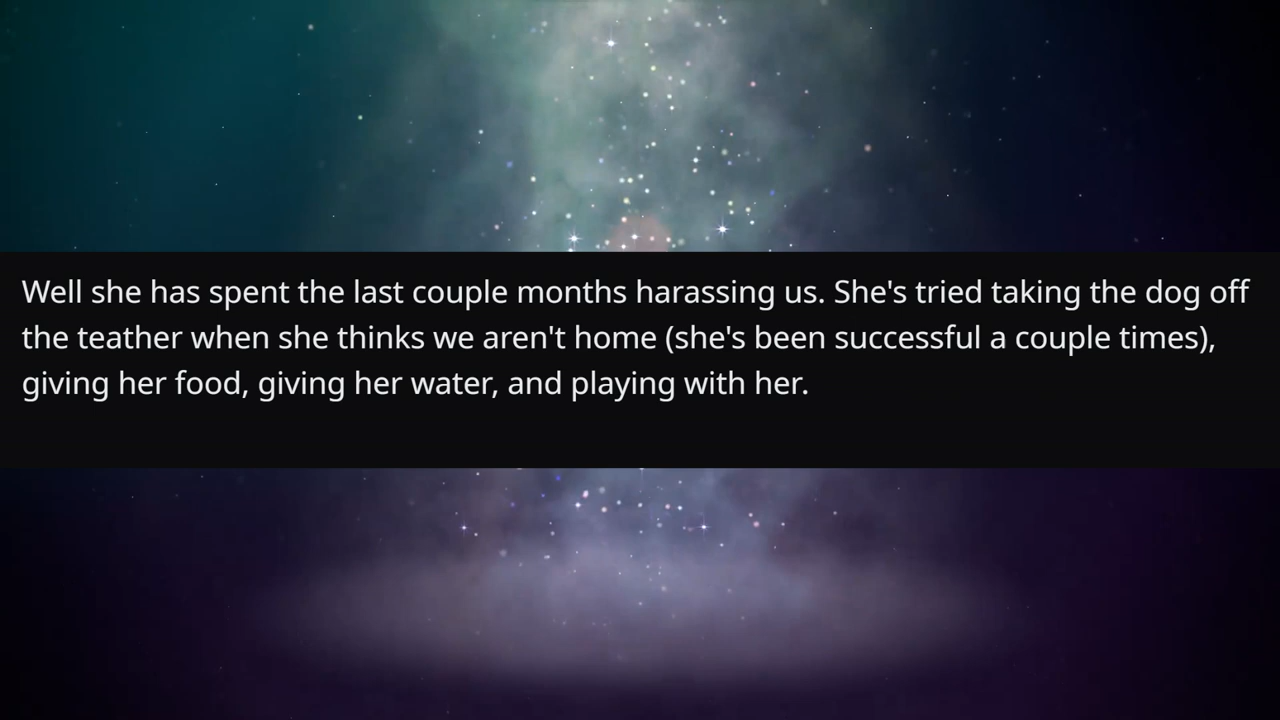 Well she has spent the last couple months harassing us. She's tried taking the dog off
the teather when she thinks we aren't home (she's been successful a couple times),
giving her food, giving her water, and playing with her.